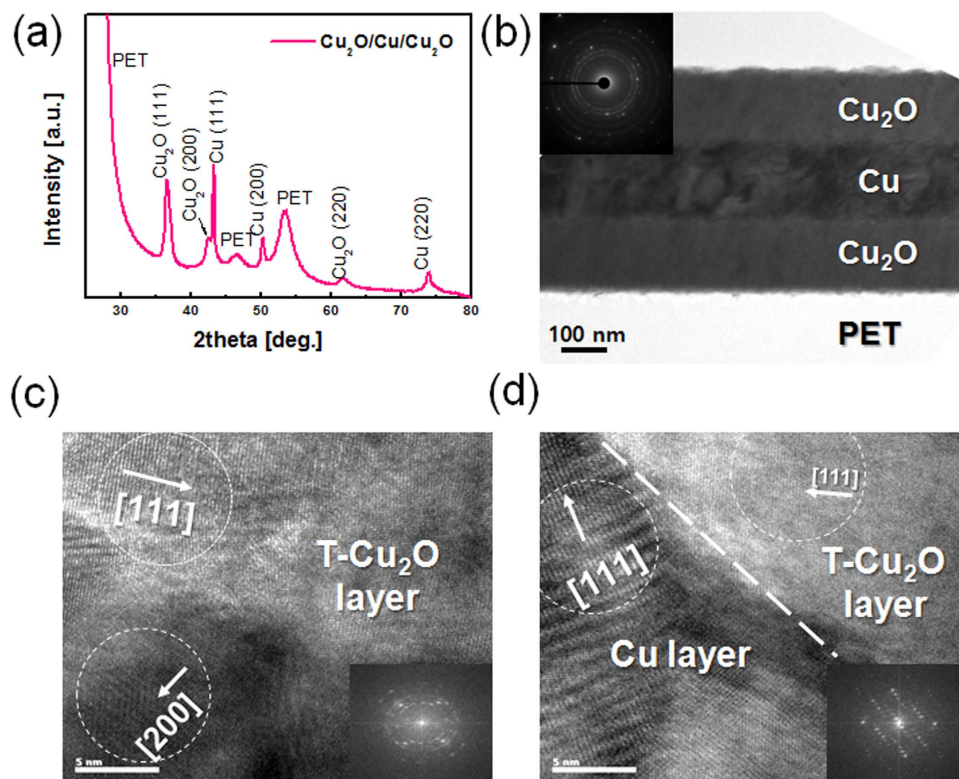 (a)
Cu₂O/Cu/Cu₂O
PET
Cu₂O (111)
Cu₂O (200)
Cu (111)
PET
Cu (200)
PET
Cu₂O (220)
Cu (220)
Intensity [a.u.]
30 40 50 60 70 80
2theta [deg.]
(b)
Cu₂O
Cu
Cu₂O
PET
100 nm
(c)
[111]
T-Cu₂O
layer
[200]
5 nm
(d)
[111]
[111]
T-Cu₂O
layer
Cu layer
5 nm